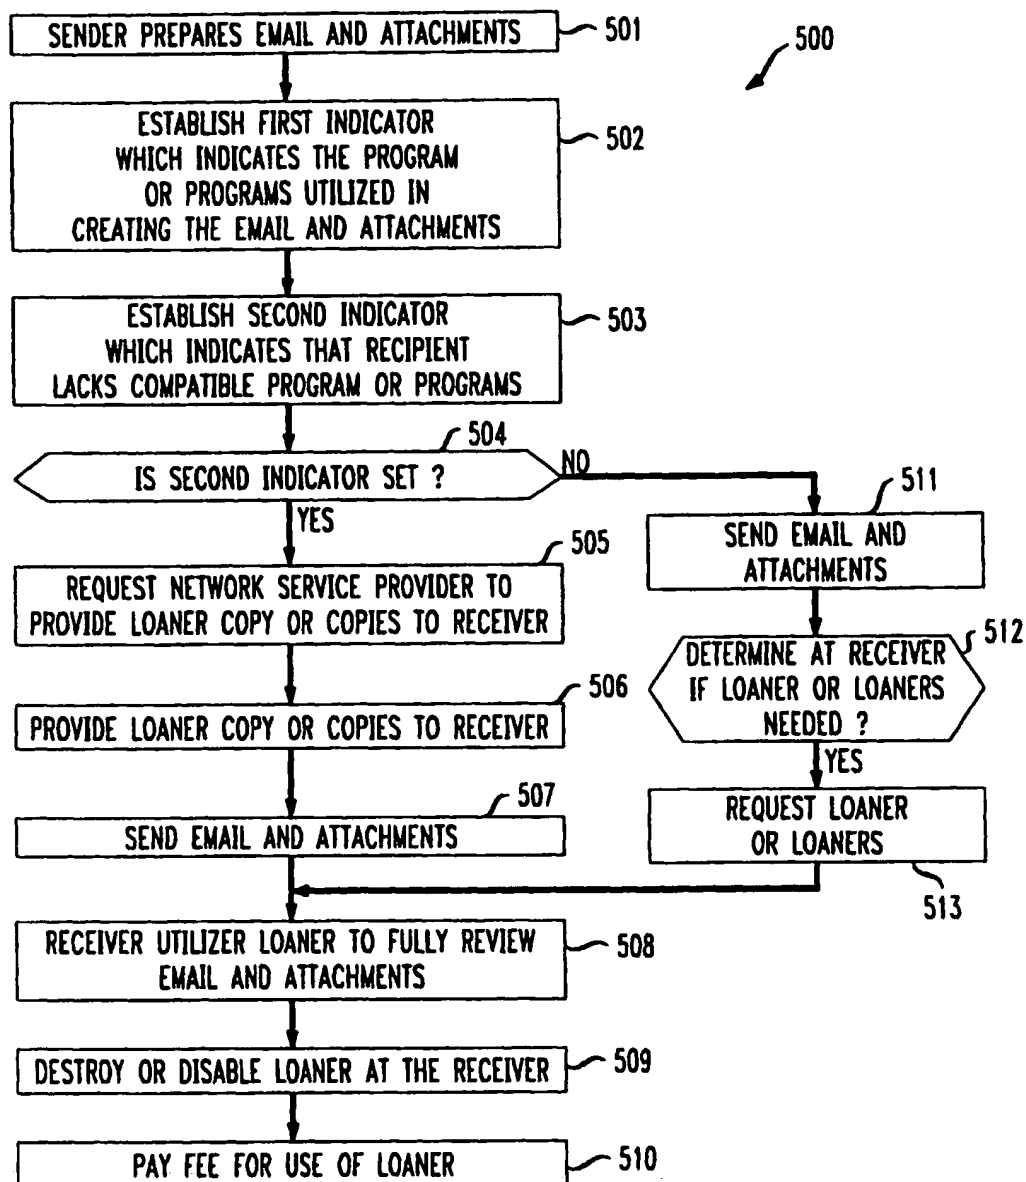 SENDER PREPARES EMAIL AND ATTACHMENTS
501
500
ESTABLISH FIRST INDICATOR
WHICH INDICATES THE PROGRAM
OR PROGRAMS UTILIZED IN
CREATING THE EMAIL AND ATTACHMENTS
502
ESTABLISH SECOND INDICATOR
WHICH INDICATES THAT RECIPIENT
LACKS COMPATIBLE PROGRAM OR PROGRAMS
503
504
IS SECOND INDICATOR SET ?
NO
YES
505
REQUEST NETWORK SERVICE PROVIDER TO
PROVIDE LOANER COPY OR COPIES TO RECEIVER
506
PROVIDE LOANER COPY OR COPIES TO RECEIVER
507
SEND EMAIL AND ATTACHMENTS
511
SEND EMAIL AND
ATTACHMENTS
512
DETERMINE AT RECEIVER
IF LOANER OR LOANERS
NEEDED ?
YES
REQUEST LOANER
OR LOANERS
513
RECEIVER UTILIZER LOANER TO FULLY REVIEW
EMAIL AND ATTACHMENTS
508
DESTROY OR DISABLE LOANER AT THE RECEIVER
509
PAY FEE FOR USE OF LOANER
510